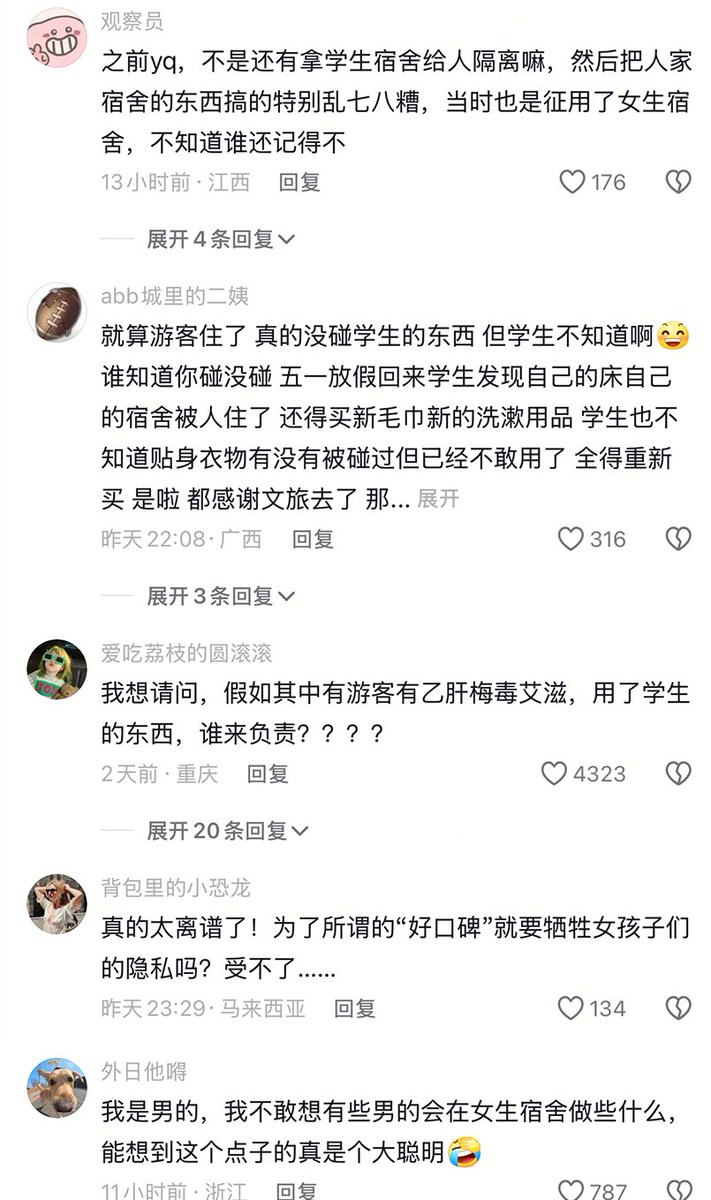 观察员
之前yq，不是还有拿学生宿舍给人隔离嘛，然后把人家
宿舍的东西搞的特别乱七八糟，当时也是征用了女生宿
舍，不知道谁还记得不
13小时前·江西 回复 176
展开4条回复
abb城里的二姨
就算游客住了 真的没碰学生的东西 但学生不知道啊😄
谁知道你碰没碰 五一放假回来学生发现自己的床自己
的宿舍被人住了 还得买新毛巾新的洗漱用品 学生也不
知道贴身衣物有没有被碰过但已经不敢用了 全得重新
买 是啦 都感谢文旅去了 那... 展开
昨天22:08·广西 回复 316
展开3条回复
爱吃荔枝的圆滚滚
我想请问，假如其中有游客有乙肝梅毒艾滋，用了学生
的东西，谁来负责？？？？
2天前·重庆 回复 4323
展开20条回复
背包里的小恐龙
真的太离谱了！为了所谓的“好口碑”就要牺牲女孩子们
的隐私吗？受不了......
昨天23:29·马来西亚 回复 134
外日他嘚
我是男的，我不敢想有些男的会在女生宿舍做些什么，
能想到这个点子的真是个大聪明🤣
11小时前·浙江 回复 787